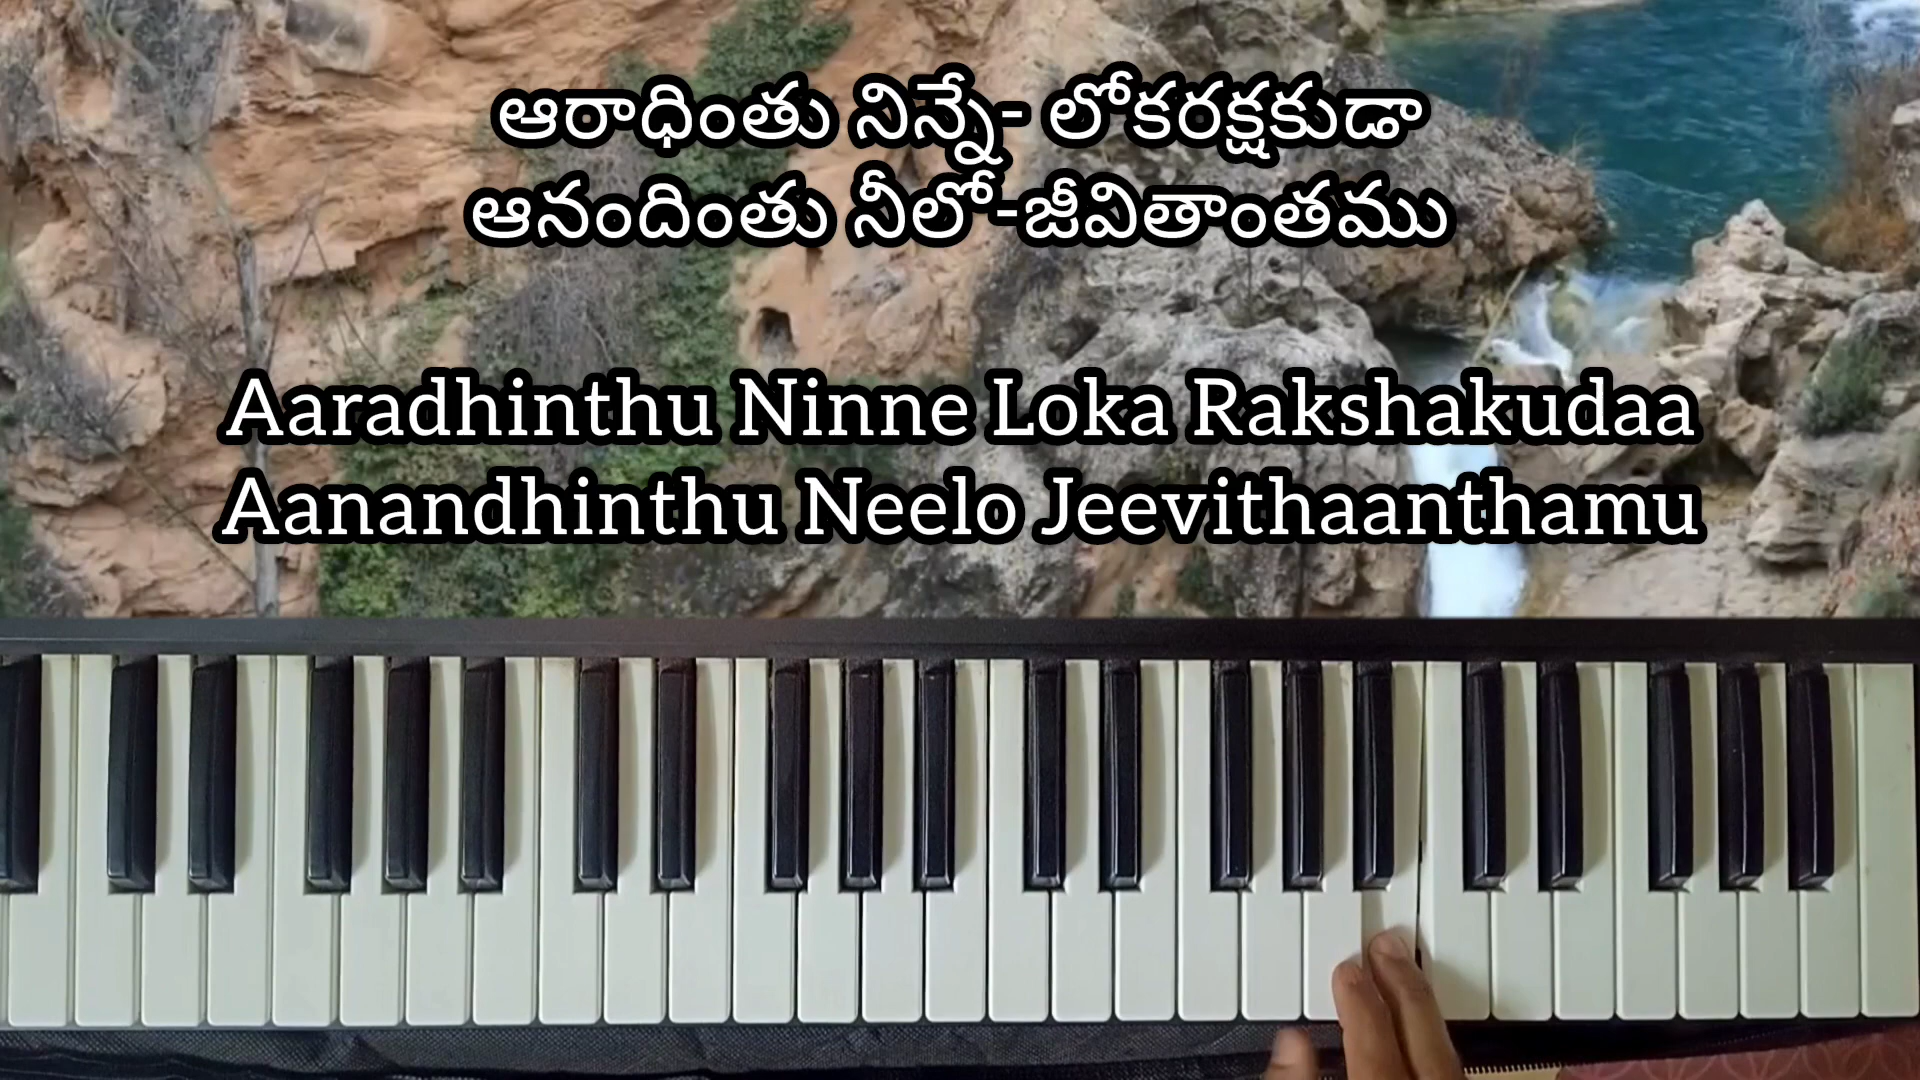 ఆరాధింతు నిన్నే- లోకరక్షకుడా
ఆనందింతు నీలో-జీవితాంతము
Aaradhinthu Ninne Loka Rakshakudaa
Aanandhinthu Neelo Jeevithaanthamu